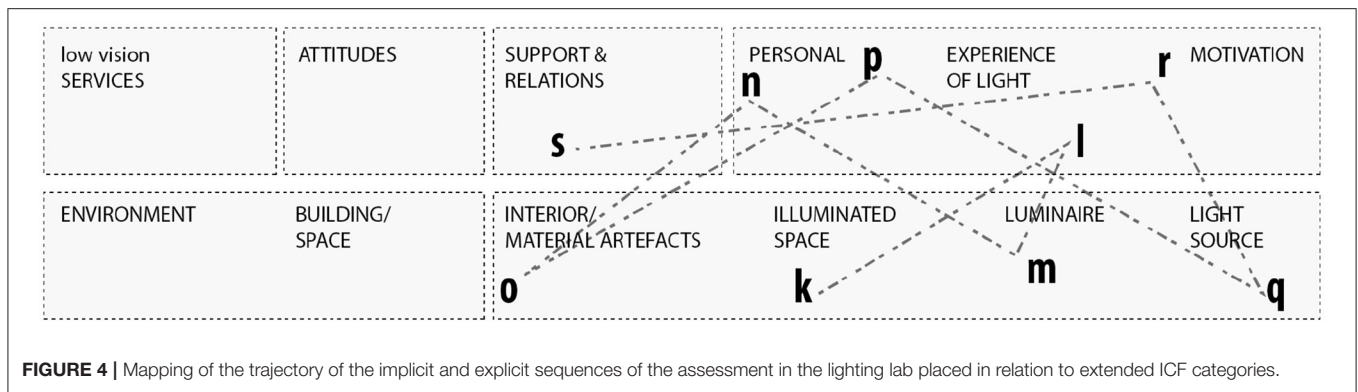 low vision
SERVICES
ATTITUDES
SUPPORT &
RELATIONS
s
PERSONAL
n
p
EXPERIENCE
OF LIGHT
l
r
MOTIVATION
ENVIRONMENT
BUILDING/
SPACE
INTERIOR/
MATERIAL ARTEFACTS
o
ILLUMINATED
SPACE
k
LUMINAIRE
m
LIGHT
SOURCE
q
FIGURE 4 | Mapping of the trajectory of the implicit and explicit sequences of the assessment in the lighting lab placed in relation to extended ICF categories.